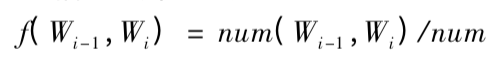 f( W_{i-1} , W_i ) = num( W_{i-1} , W_i ) /num